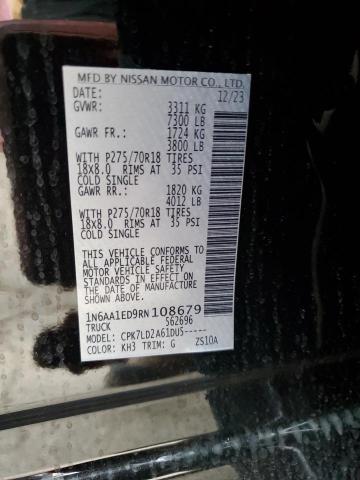 MFD BY NISSAN MOTOR CO., LTD.
DATE: 12/23
GVWR: 3311 KG
7300 LB
GAWR FR.: 1724 KG
3800 LB
WITH P275/70R18 TIRES
18X8.0 RIMS AT 35 PSI
COLD SINGLE
GAWR RR.: 1820 KG
4012 LB
WITH P275/70R18 TIRES
18X8.0 RIMS AT 35 PSI
COLD SINGLE
THIS VEHICLE CONFORMS TO
ALL APPLICABLE FEDERAL
MOTOR VEHICLE SAFETY
STANDARDS IN EFFECT ON
THE DATE OF MANUFACTURE
SHOWN ABOVE.
1N6AA1ED9RN108679
TRUCK S62696
MODEL: CPK7LD2A61DU5-----
COLOR: KH3 TRIM: G ZS10A